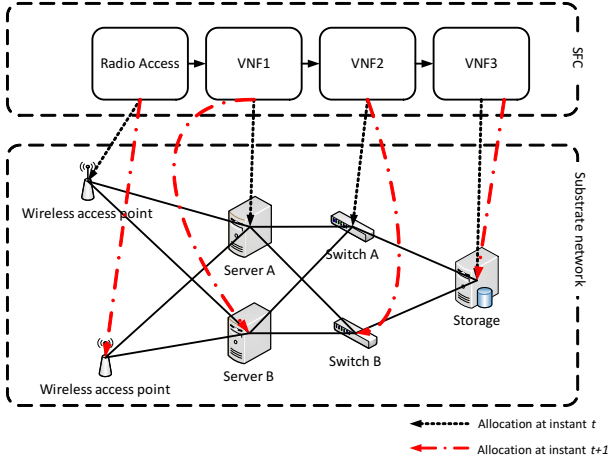 Radio Access
VNF1
VNF2
VNF3
SFC
Substrate network
Wireless access point
Server A
Switch A
Storage
Server B
Switch B
Wireless access point
Allocation at instant t
Allocation at instant t+1